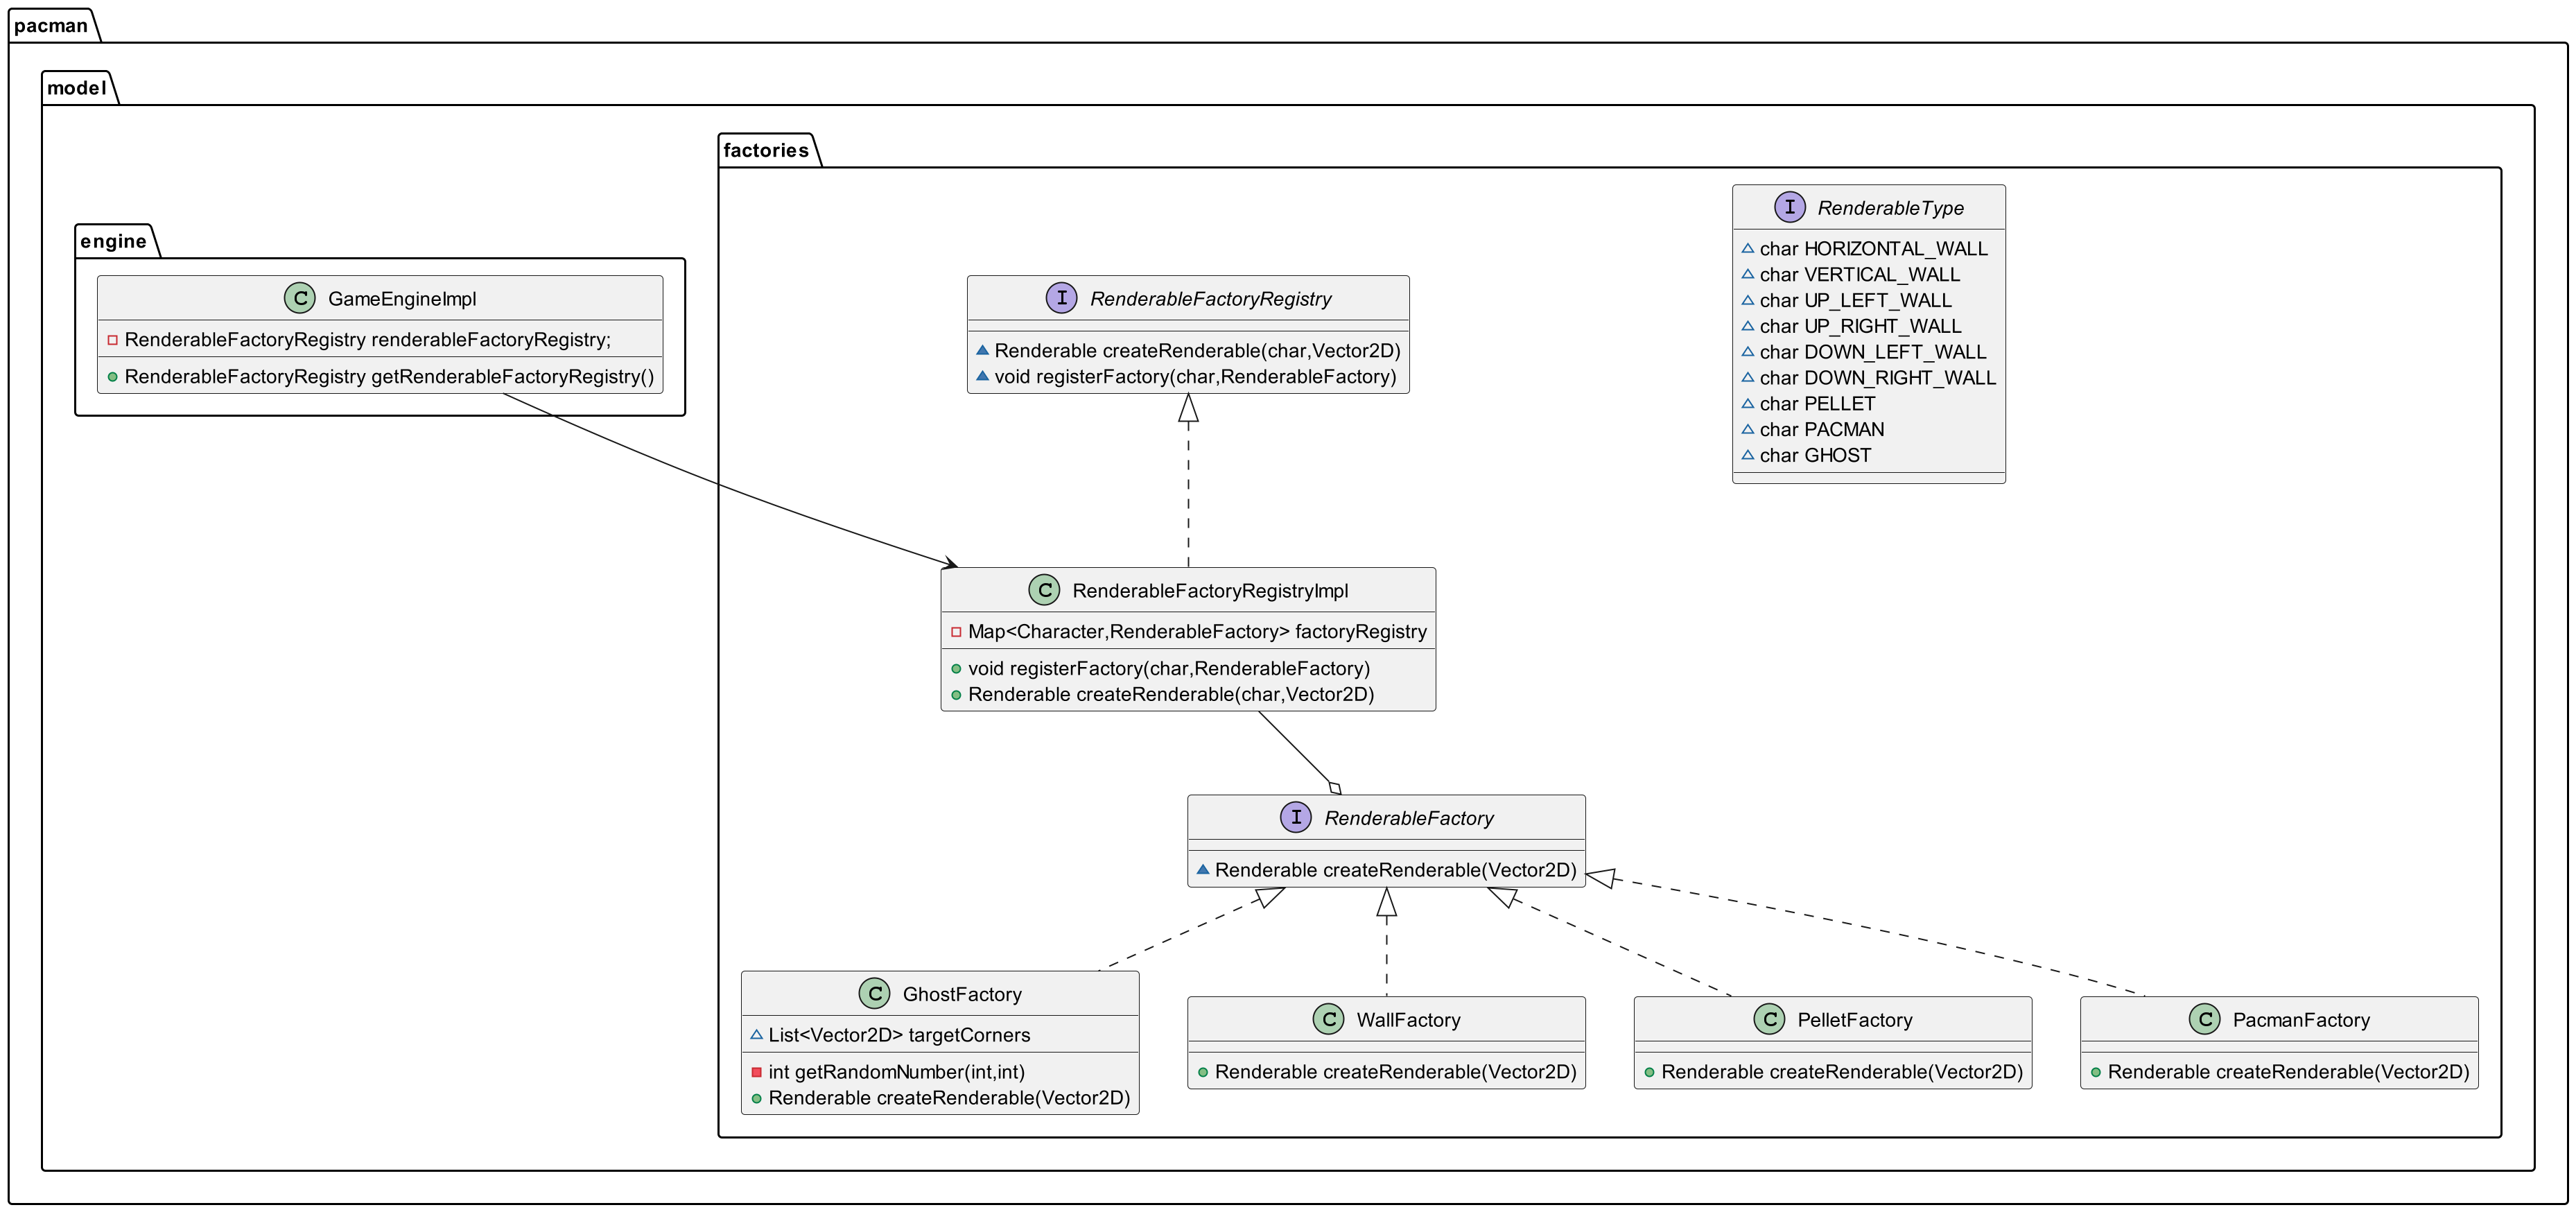 pacman
model
factories
I RenderableType
char HORIZONTAL_WALL
char VERTICAL_WALL
char UP_LEFT_WALL
char UP_RIGHT_WALL
char DOWN_LEFT_WALL
char DOWN_RIGHT_WALL
char PELLET
char PACMAN
char GHOST
engine
C GameEngineImpl
RenderableFactoryRegistry renderableFactoryRegistry;
RenderableFactoryRegistry getRenderableFactoryRegistry()
I RenderableFactoryRegistry
Renderable createRenderable(char,Vector2D)
void registerFactory(char,RenderableFactory)
C RenderableFactoryRegistryImpl
Map<Character,RenderableFactory> factoryRegistry
void registerFactory(char,RenderableFactory)
Renderable createRenderable(char,Vector2D)
I RenderableFactory
Renderable createRenderable(Vector2D)
C GhostFactory
List<Vector2D> targetCorners
int getRandomNumber(int,int)
Renderable createRenderable(Vector2D)
C WallFactory
Renderable createRenderable(Vector2D)
C PelletFactory
Renderable createRenderable(Vector2D)
C PacmanFactory
Renderable createRenderable(Vector2D)